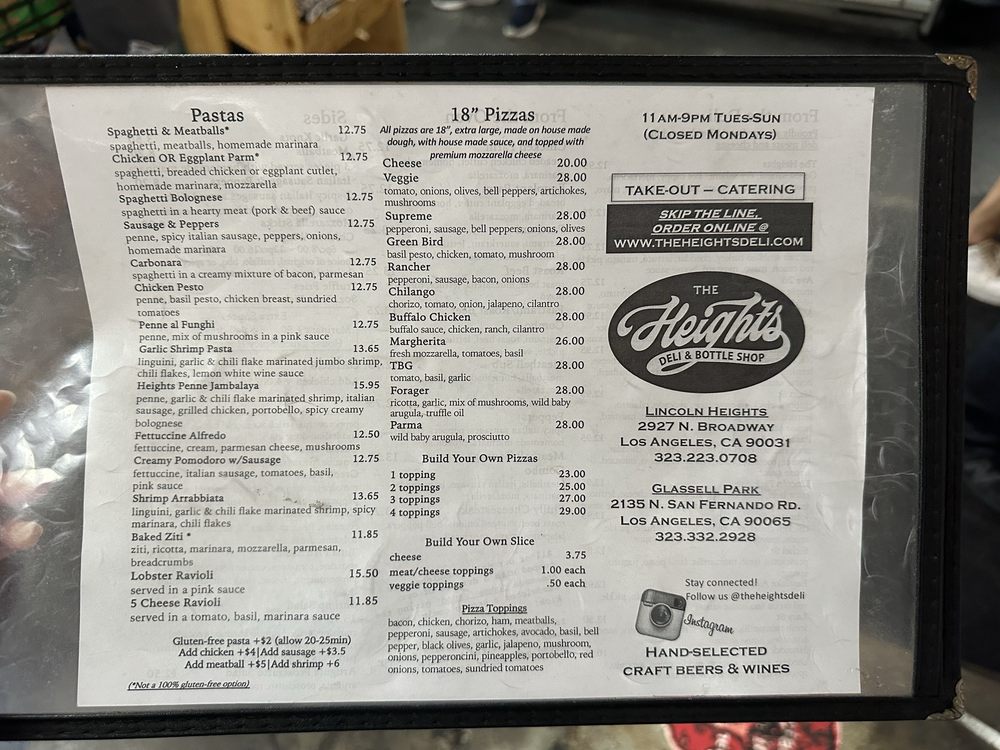 Pastas
Spaghetti & Meatballs* 12.75
spaghetti, meatballs, homemade marinara
Chicken OR Eggplant Parm* 12.75
spaghetti, breaded chicken or eggplant cutlet,
homemade marinara, mozzarella
Spaghetti Bolognese 12.75
spaghetti in a hearty meat (pork & beef) sauce
Sausage & Peppers 12.75
penne, spicy italian sausage, peppers, onions,
homemade marinara
Carbonara 12.75
spaghetti in a creamy mixture of bacon, parmesan
Chicken Pesto 12.75
penne, basil pesto, chicken breast, sundried
tomatoes
Penne al Funghi 12.75
penne, mix of mushrooms in a pink sauce
Garlic Shrimp Pasta 13.65
linguini, garlic & chili flake marinated jumbo shrimp,
chili flakes, lemon white wine sauce
Heights Penne Jambalaya 15.95
penne, garlic & chili flake marinated shrimp, italian
sausage, grilled chicken, portobello, spicy creamy
bolognese
Fettuccine Alfredo 12.50
fettuccine, cream, parmesan cheese, mushrooms
Creamy Pomodoro w/Sausage 12.75
fettuccine, italian sausage, tomatoes, basil,
pink sauce
Shrimp Arrabbiata 13.65
linguini, garlic & chili flake marinated shrimp, spicy
marinara, chili flakes
Baked Ziti * 11.85
ziti, ricotta, marinara, mozzarella, parmesan,
breadcrumbs
Lobster Ravioli 15.50
served in a pink sauce
5 Cheese Ravioli 11.85
served in a tomato, basil, marinara sauce
Gluten-free pasta +$2 (allow 20-25min)
Add chicken +$4|Add sausage +$3.5
Add meatball +$5|Add shrimp +6
(*Not a 100% gluten-free option)
18" Pizzas
All pizzas are 18", extra large, made on house made
dough, with house made sauce, and topped with
premium mozzarella cheese
Cheese 20.00
Veggie 28.00
tomato, onions, olives, bell peppers, artichokes,
mushrooms
Supreme 28.00
pepperoni, sausage, bell peppers, onions, olives
Green Bird 28.00
basil pesto, chicken, tomato, mushroom
Rancher 28.00
pepperoni, sausage, bacon, onions
Chilango 28.00
chorizo, tomato, onion, jalapeno, cilantro
Buffalo Chicken 28.00
buffalo sauce, chicken, ranch, cilantro
Margherita 26.00
fresh mozzarella, tomatoes, basil
TBG 28.00
tomato, basil, garlic
Forager 28.00
ricotta, garlic, mix of mushrooms, wild baby
arugula, truffle oil
Parma 28.00
wild baby arugula, prosciutto
Build Your Own Pizzas
1 topping 23.00
2 toppings 25.00
3 toppings 27.00
4 toppings 29.00
Build Your Own Slice
cheese 3.75
meat/cheese toppings 1.00 each
veggie toppings .50 each
Pizza Toppings
bacon, chicken, chorizo, ham, meatballs,
pepperoni, sausage, artichokes, avocado, basil, bell
pepper, black olives, garlic, jalapeno, mushroom,
onions, pepperoncini, pineapples, portobello, red
onions, tomatoes, sundried tomatoes
11AM-9PM TUES-SUN
(CLOSED MONDAYS)
TAKE-OUT – CATERING
SKIP THE LINE,
ORDER ONLINE @
WWW.THEHEIGHTSDELI.COM
THE
Heights
DELI & BOTTLE SHOP
LINCOLN HEIGHTS
2927 N. BROADWAY
LOS ANGELES, CA 90031
323.223.0708
GLASSELL PARK
2135 N. SAN FERNANDO RD.
LOS ANGELES, CA 90065
323.332.2928
Stay connected!
Follow us @theheightsdeli
Instagram
HAND-SELECTED
CRAFT BEERS & WINES